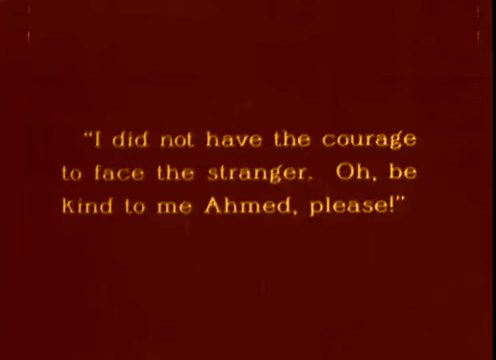 “I did not have the courage
to face the stranger. Oh, be
kind to me Ahmed, please!”